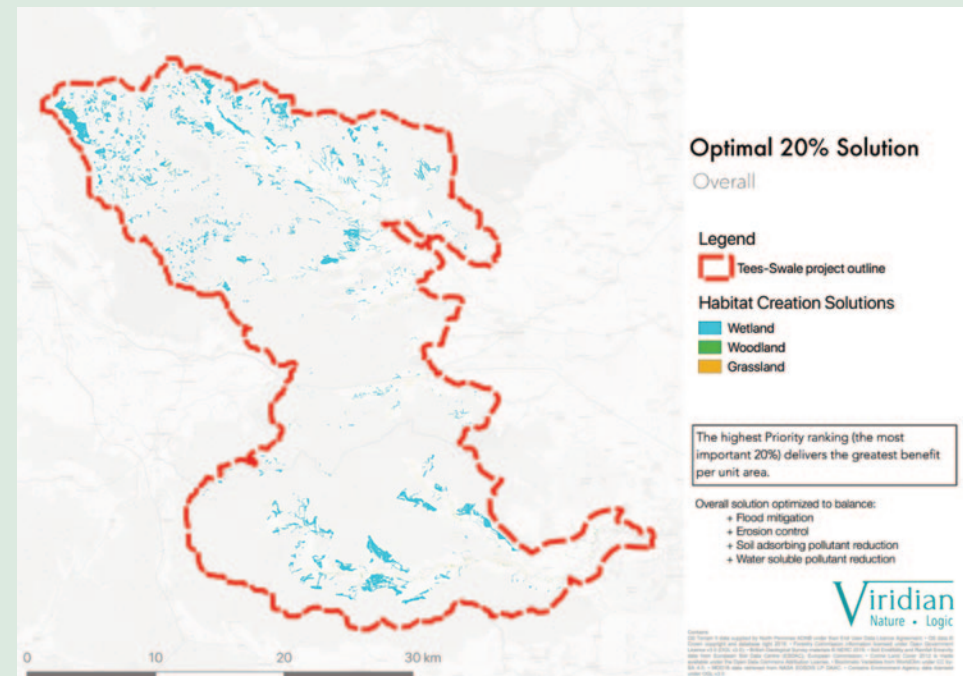 Optimal 20% Solution
Overall
Legend
Tees-Swale project outline
Habitat Creation Solutions
Wetland
Woodland
Grassland
The highest Priority ranking (the most
important 20%) delivers the greatest benefit
per unit area.
Overall solution optimized to balance:
+ Flood mitigation
+ Erosion control
+ Soil adsorbing pollutant reduction
+ Water soluble pollutant reduction
Viridian
Nature • Logic
0 10 20 30 km